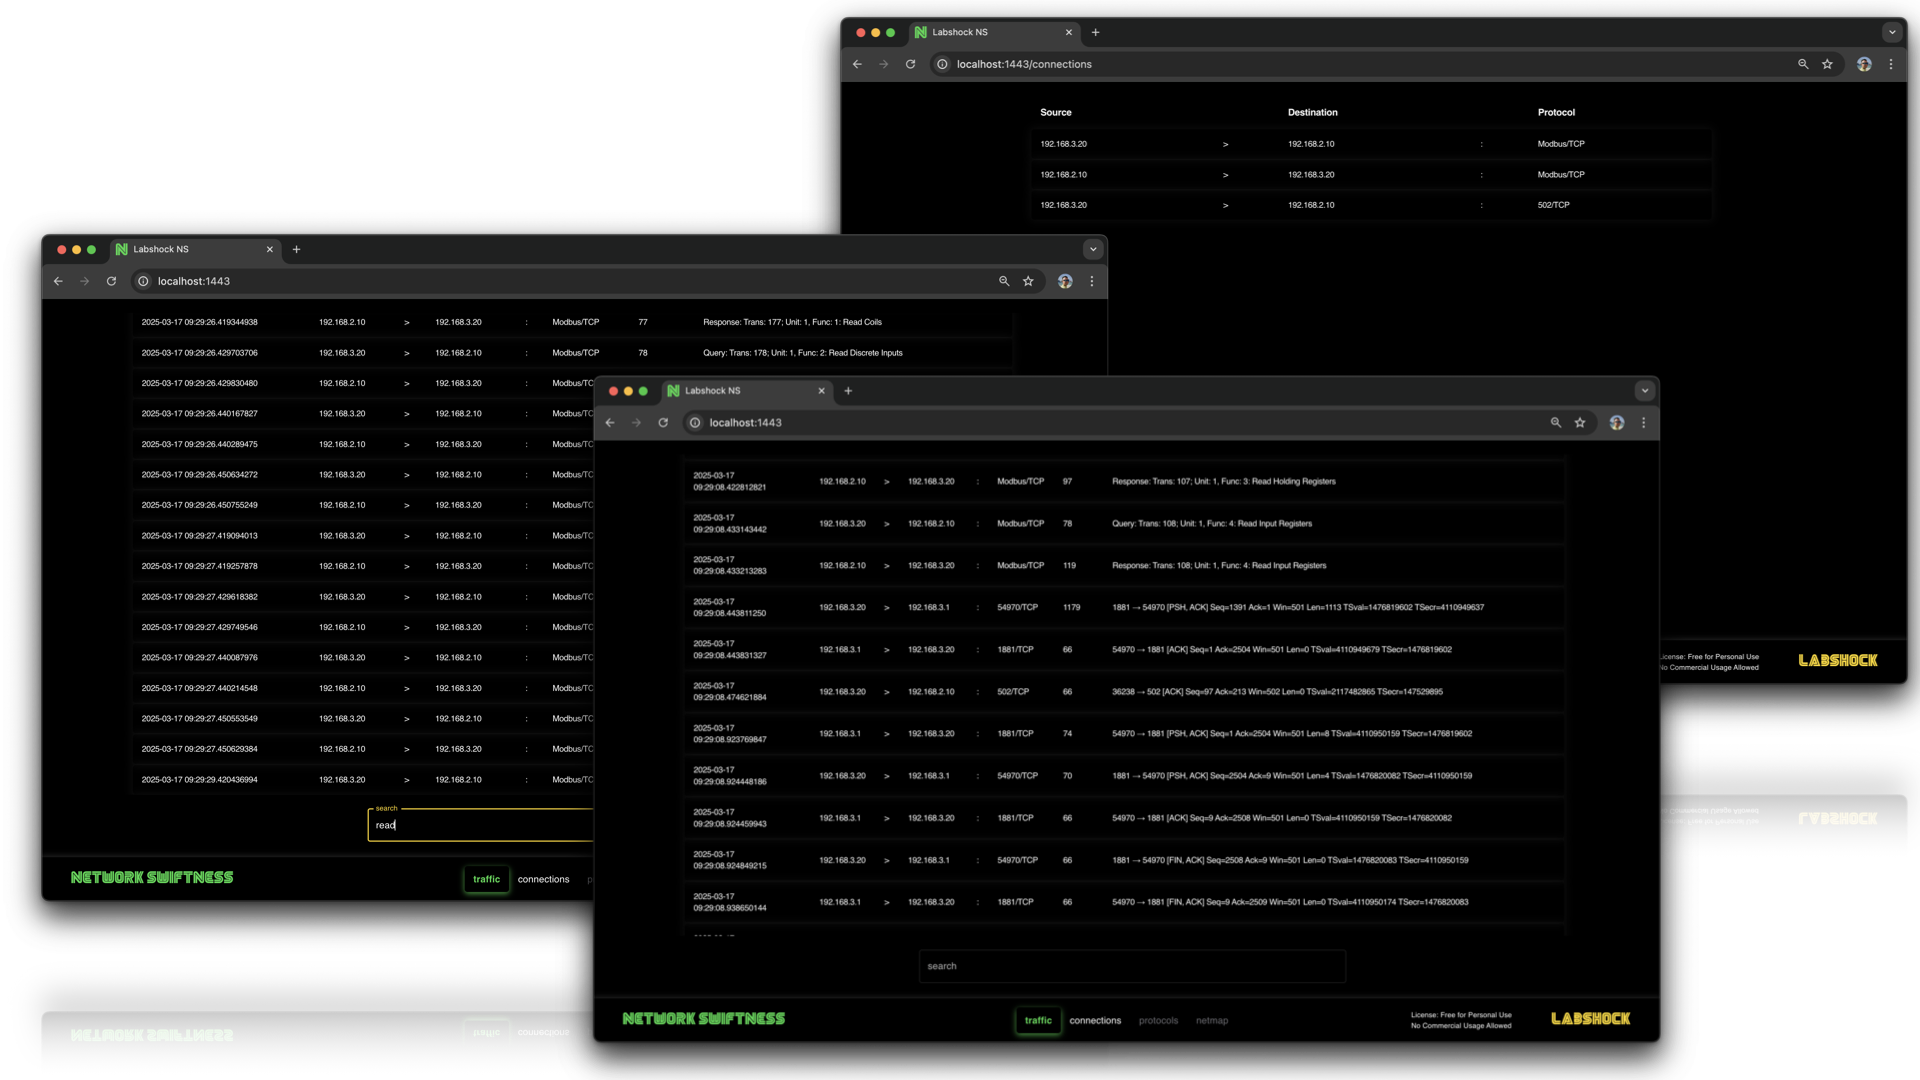 Labshock NS
localhost:1443/connections
Source Destination Protocol
192.168.3.20 > 192.168.2.10 : Modbus/TCP
192.168.2.10 > 192.168.3.20 : Modbus/TCP
192.168.3.20 > 192.168.2.10 : 502/TCP
License: Free for Personal Use
No Commercial Usage Allowed
LABSHOCK
Labshock NS
localhost:1443
2025-03-17 09:29:26.419344938 192.168.2.10 > 192.168.3.20 : Modbus/TCP 77 Response: Trans: 177; Unit: 1, Func: 1: Read Coils
2025-03-17 09:29:26.429703706 192.168.3.20 > 192.168.2.10 : Modbus/TCP 78 Query: Trans: 178; Unit: 1, Func: 2: Read Discrete Inputs
2025-03-17 09:29:26.429830480 192.168.2.10 > 192.168.3.20 : Modbus/TC
2025-03-17 09:29:26.440167827 192.168.3.20 > 192.168.2.10 : Modbus/TC
2025-03-17 09:29:26.440289475 192.168.2.10 > 192.168.3.20 : Modbus/TC
2025-03-17 09:29:26.450634272 192.168.3.20 > 192.168.2.10 : Modbus/TC
2025-03-17 09:29:26.450755249 192.168.2.10 > 192.168.3.20 : Modbus/TC
2025-03-17 09:29:27.419094013 192.168.3.20 > 192.168.2.10 : Modbus/TC
2025-03-17 09:29:27.419257878 192.168.2.10 > 192.168.3.20 : Modbus/TC
2025-03-17 09:29:27.429618382 192.168.3.20 > 192.168.2.10 : Modbus/TC
2025-03-17 09:29:27.429749546 192.168.2.10 > 192.168.3.20 : Modbus/TC
2025-03-17 09:29:27.440087976 192.168.3.20 > 192.168.2.10 : Modbus/TC
2025-03-17 09:29:27.440214548 192.168.2.10 > 192.168.3.20 : Modbus/TC
2025-03-17 09:29:27.450553549 192.168.3.20 > 192.168.2.10 : Modbus/TC
2025-03-17 09:29:27.450629384 192.168.2.10 > 192.168.3.20 : Modbus/TC
2025-03-17 09:29:29.420436994 192.168.3.20 > 192.168.2.10 : Modbus/TC
search
read
NETWORK SWIFTNESS traffic connections p
Labshock NS
localhost:1443
2025-03-17
09:29:08.422812821 192.168.2.10 > 192.168.3.20 : Modbus/TCP 97 Response: Trans: 107; Unit: 1, Func: 3: Read Holding Registers
2025-03-17
09:29:08.433143442 192.168.3.20 > 192.168.2.10 : Modbus/TCP 78 Query: Trans: 108; Unit: 1, Func: 4: Read Input Registers
2025-03-17
09:29:08.433213283 192.168.2.10 > 192.168.3.20 : Modbus/TCP 119 Response: Trans: 108; Unit: 1, Func: 4: Read Input Registers
2025-03-17
09:29:08.443811250 192.168.3.20 > 192.168.3.1 : 54970/TCP 1179 1881 → 54970 [PSH, ACK] Seq=1391 Ack=1 Win=501 Len=1113 TSval=1476819602 TSecr=4110949637
2025-03-17
09:29:08.443831327 192.168.3.1 > 192.168.3.20 : 1881/TCP 66 54970 → 1881 [ACK] Seq=1 Ack=2504 Win=501 Len=0 TSval=4110949679 TSecr=1476819602
2025-03-17
09:29:08.474621884 192.168.3.20 > 192.168.2.10 : 502/TCP 66 36238 → 502 [ACK] Seq=97 Ack=213 Win=502 Len=0 TSval=2117482865 TSecr=147529895
2025-03-17
09:29:08.923769847 192.168.3.1 > 192.168.3.20 : 1881/TCP 74 54970 → 1881 [PSH, ACK] Seq=1 Ack=2504 Win=501 Len=8 TSval=4110950159 TSecr=1476819602
2025-03-17
09:29:08.924448186 192.168.3.20 > 192.168.3.1 : 54970/TCP 70 1881 → 54970 [PSH, ACK] Seq=2504 Ack=9 Win=501 Len=4 TSval=1476820082 TSecr=4110950159
2025-03-17
09:29:08.924459943 192.168.3.1 > 192.168.3.20 : 1881/TCP 66 54970 → 1881 [ACK] Seq=9 Ack=2508 Win=501 Len=0 TSval=4110950159 TSecr=1476820082
2025-03-17
09:29:08.924849215 192.168.3.20 > 192.168.3.1 : 54970/TCP 66 1881 → 54970 [FIN, ACK] Seq=2508 Ack=9 Win=501 Len=0 TSval=1476820083 TSecr=4110950159
2025-03-17
09:29:08.938650144 192.168.3.1 > 192.168.3.20 : 1881/TCP 66 54970 → 1881 [FIN, ACK] Seq=9 Ack=2509 Win=501 Len=0 TSval=4110950174 TSecr=1476820083
search
NETWORK SWIFTNESS traffic connections protocols netmap
License: Free for Personal Use
No Commercial Usage Allowed
LABSHOCK